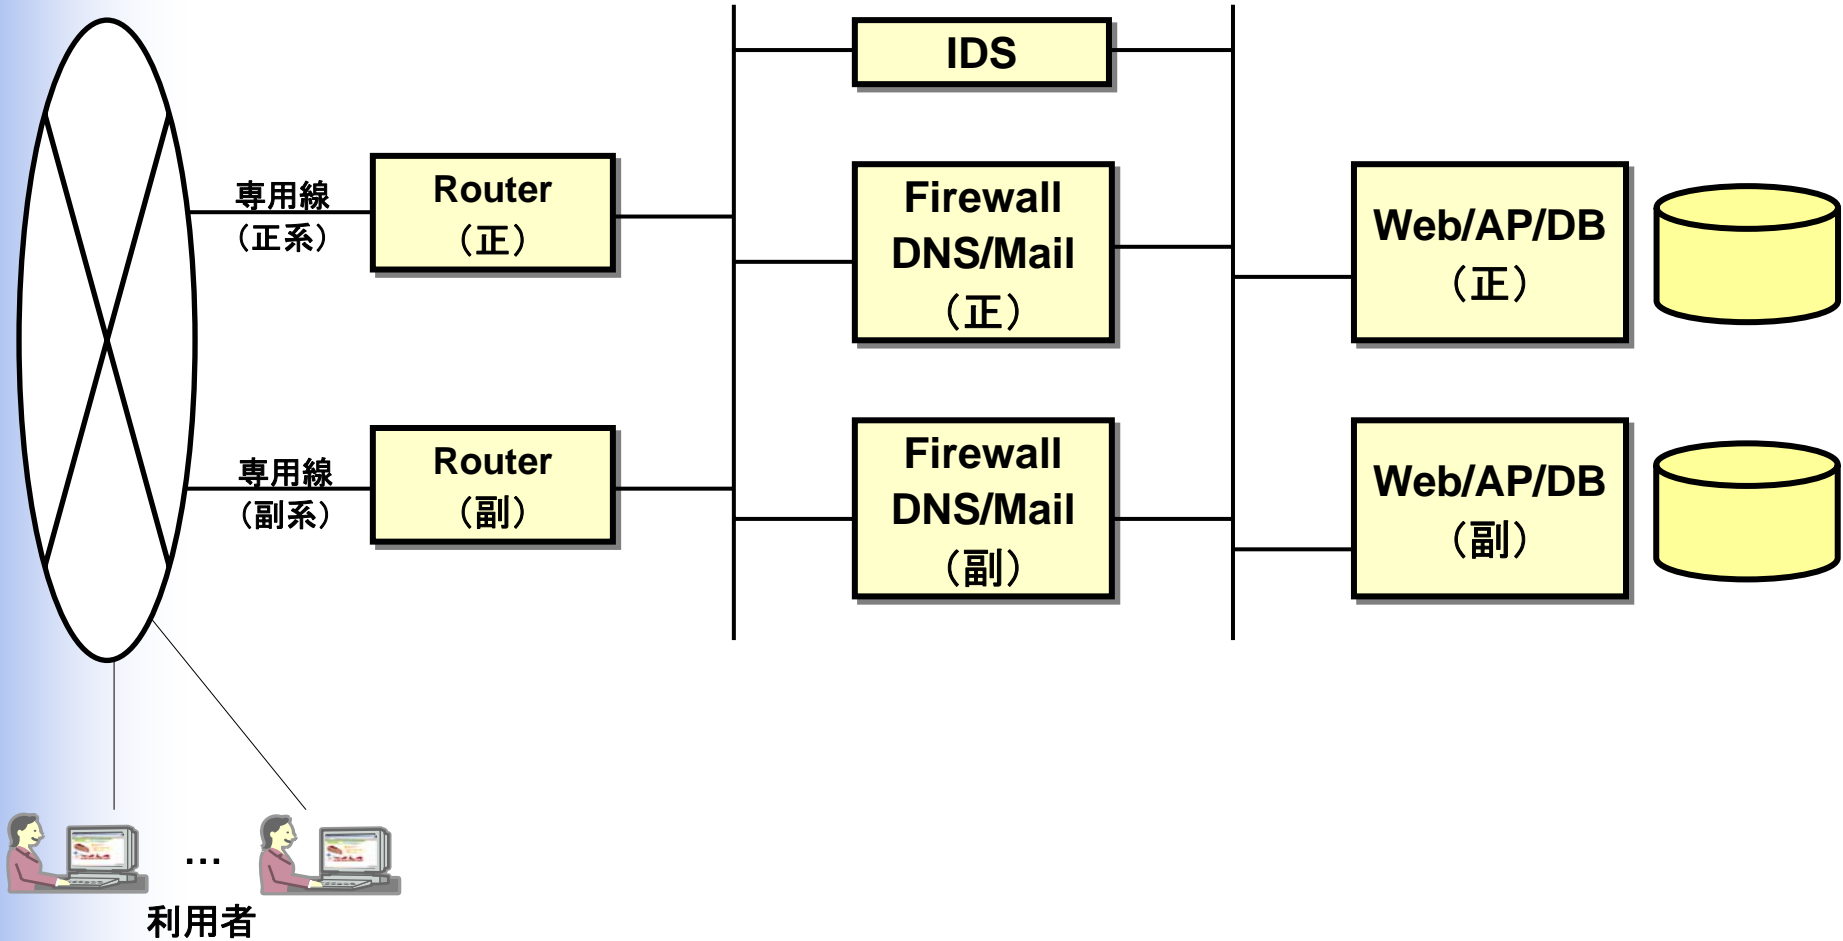 IDS
専用線
（正系）
Router
（正）
Firewall
DNS/Mail
（正）
Web/AP/DB
（正）
専用線
（副系）
Router
（副）
Firewall
DNS/Mail
（副）
Web/AP/DB
（副）
…
利用者